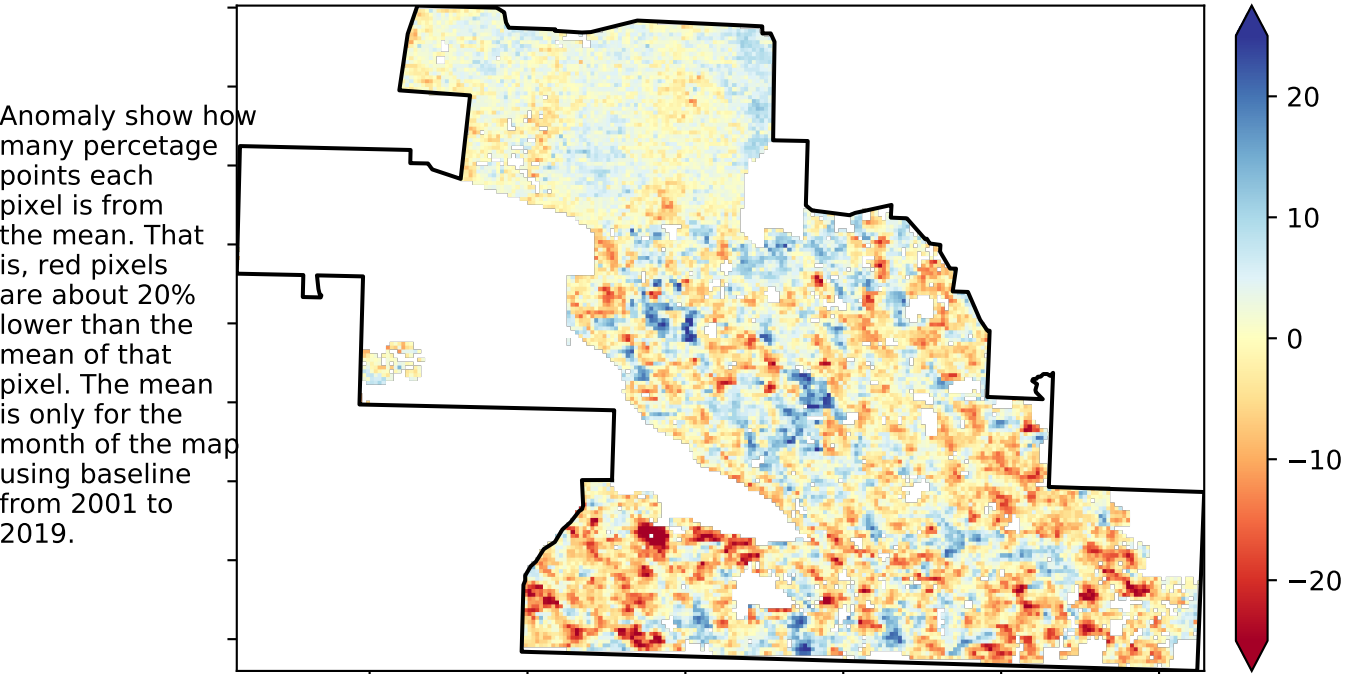 Anomaly show how
many percetage
points each
pixel is from
the mean. That
is, red pixels
are about 20%
lower than the
mean of that
pixel. The mean
is only for the
month of the map
using baseline
from 2001 to
2019.
20
10
0
−10
−20